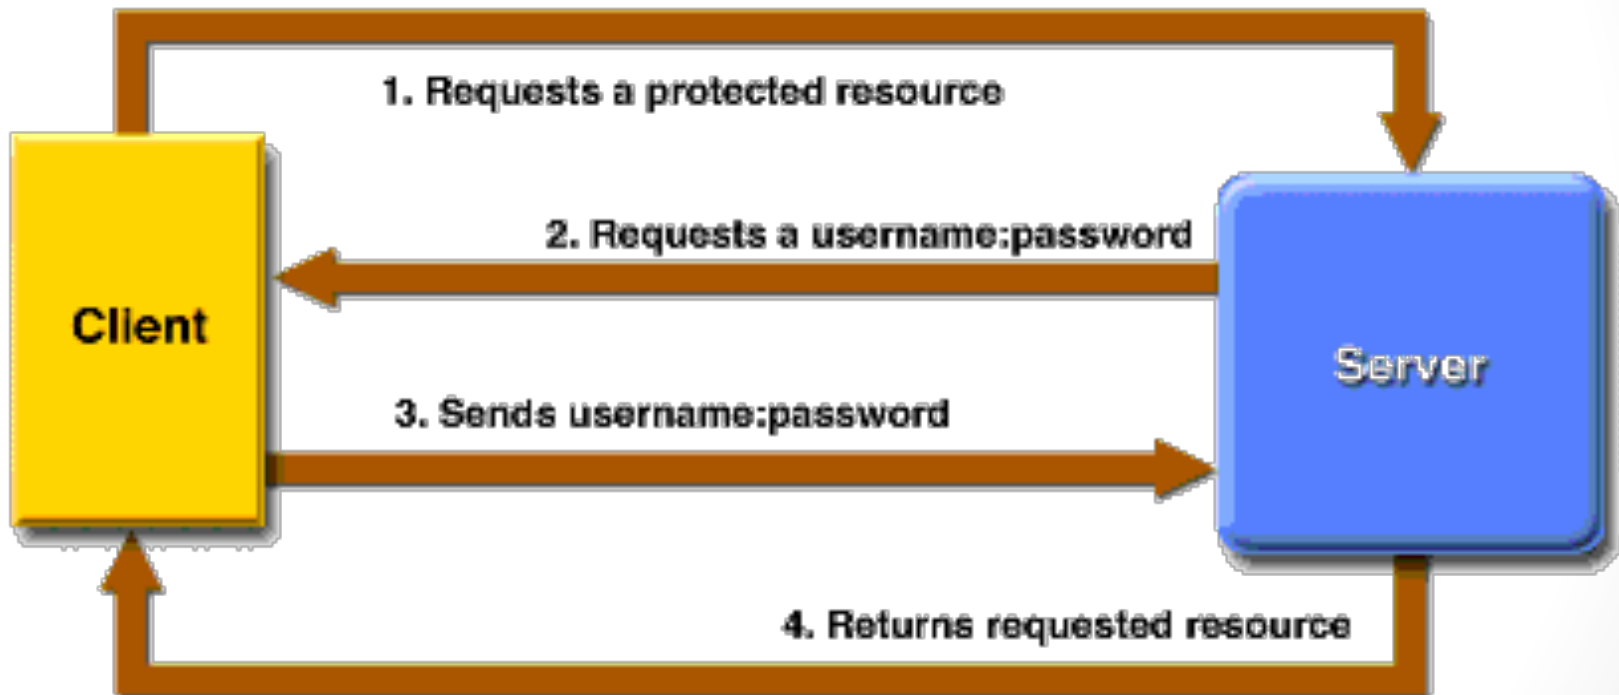 1. Requests a protected resource
2. Requests a username:password
Client
Server
3. Sends username:password
4. Returns requested resource